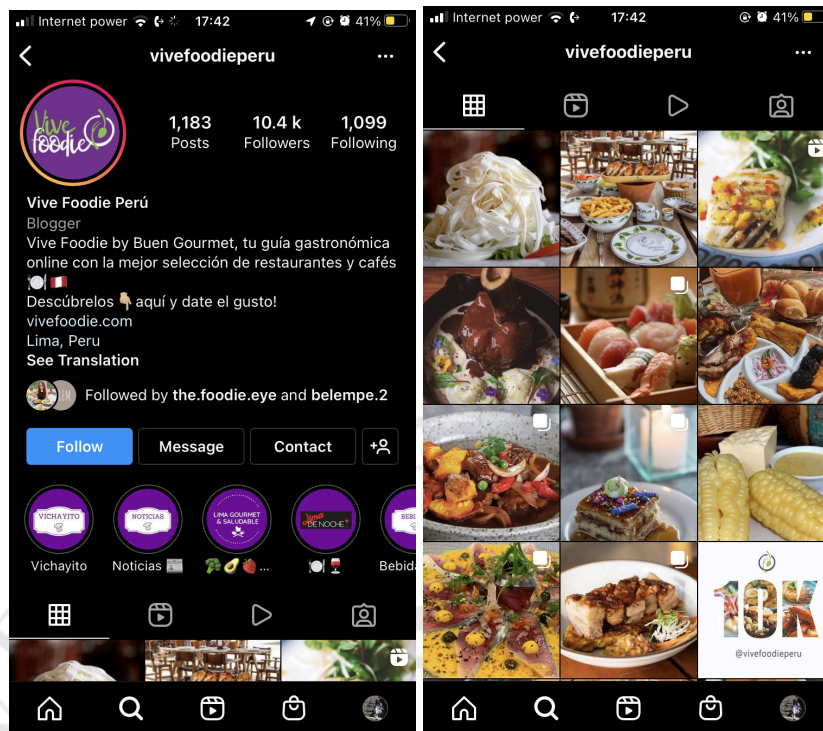 Internet power 17:42 41%
vivefoodieperu
Vive
foodie
1,183 10.4 k 1,099
Posts Followers Following
Vive Foodie Perú
Blogger
Vive Foodie by Buen Gourmet, tu guía gastronómica
online con la mejor selección de restaurantes y cafés
🍽️🇵🇪
Descúbrelos 👇🏼 aquí y date el gusto!
vivefoodie.com
Lima, Peru
See Translation
Followed by the.foodie.eye and belempe.2
Follow Message Contact
VICHAYITO NOTICIAS LIMA GOURMET
& SALUDABLE Lima
DE NOCHE BEBI
Vichayito Noticias 📰 🥦🥑🍓... 🍽️🍷 Bebid
Internet power 17:42 41%
vivefoodieperu
10K
@vivefoodieperu